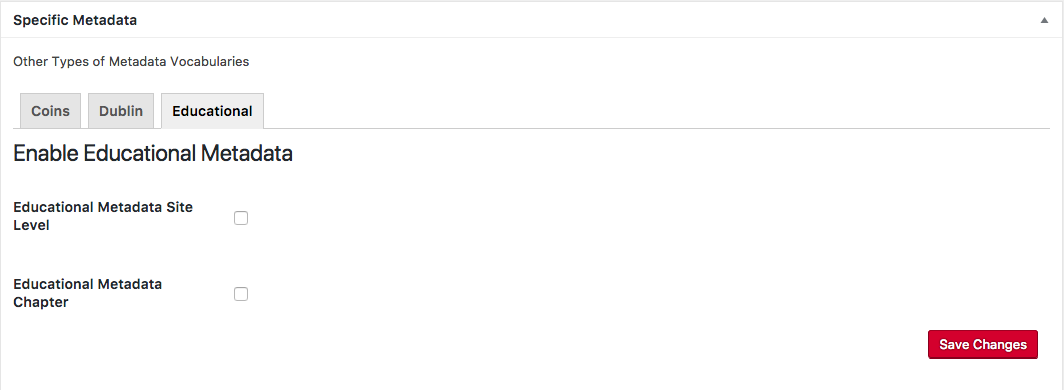 Specific Metadata
Other Types of Metadata Vocabularies
Coins Dublin Educational
Enable Educational Metadata
Educational Metadata Site
Level
Educational Metadata
Chapter
Save Changes